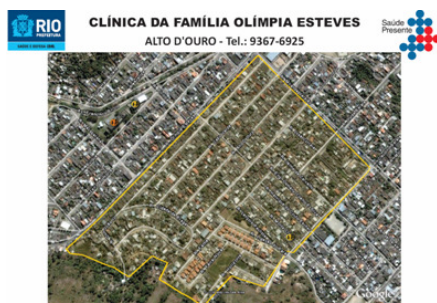 RIO
PREFEITURA
CLÍNICA DA FAMÍLIA OLÍMPIA ESTEVES
ALTO D'OURO - Tel.: 9367-6925
Saúde
Presente
Google